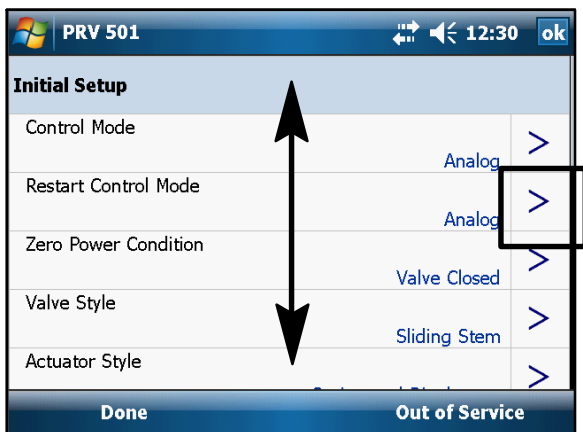 PRV 501 12:30 ok
Initial Setup
Control Mode
Analog
Restart Control Mode
Analog
Zero Power Condition
Valve Closed
Valve Style
Sliding Stem
Actuator Style
Done Out of Service